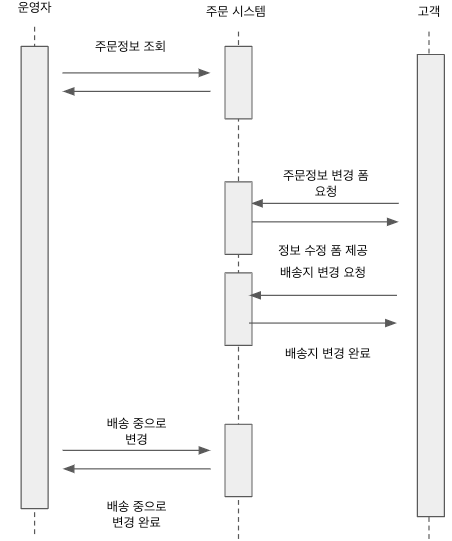 운영자
주문 시스템
고객
주문정보 조회
주문정보 변경 폼
요청
정보 수정 폼 제공
배송지 변경 요청
배송지 변경 완료
배송 중으로
변경
배송 중으로
변경 완료